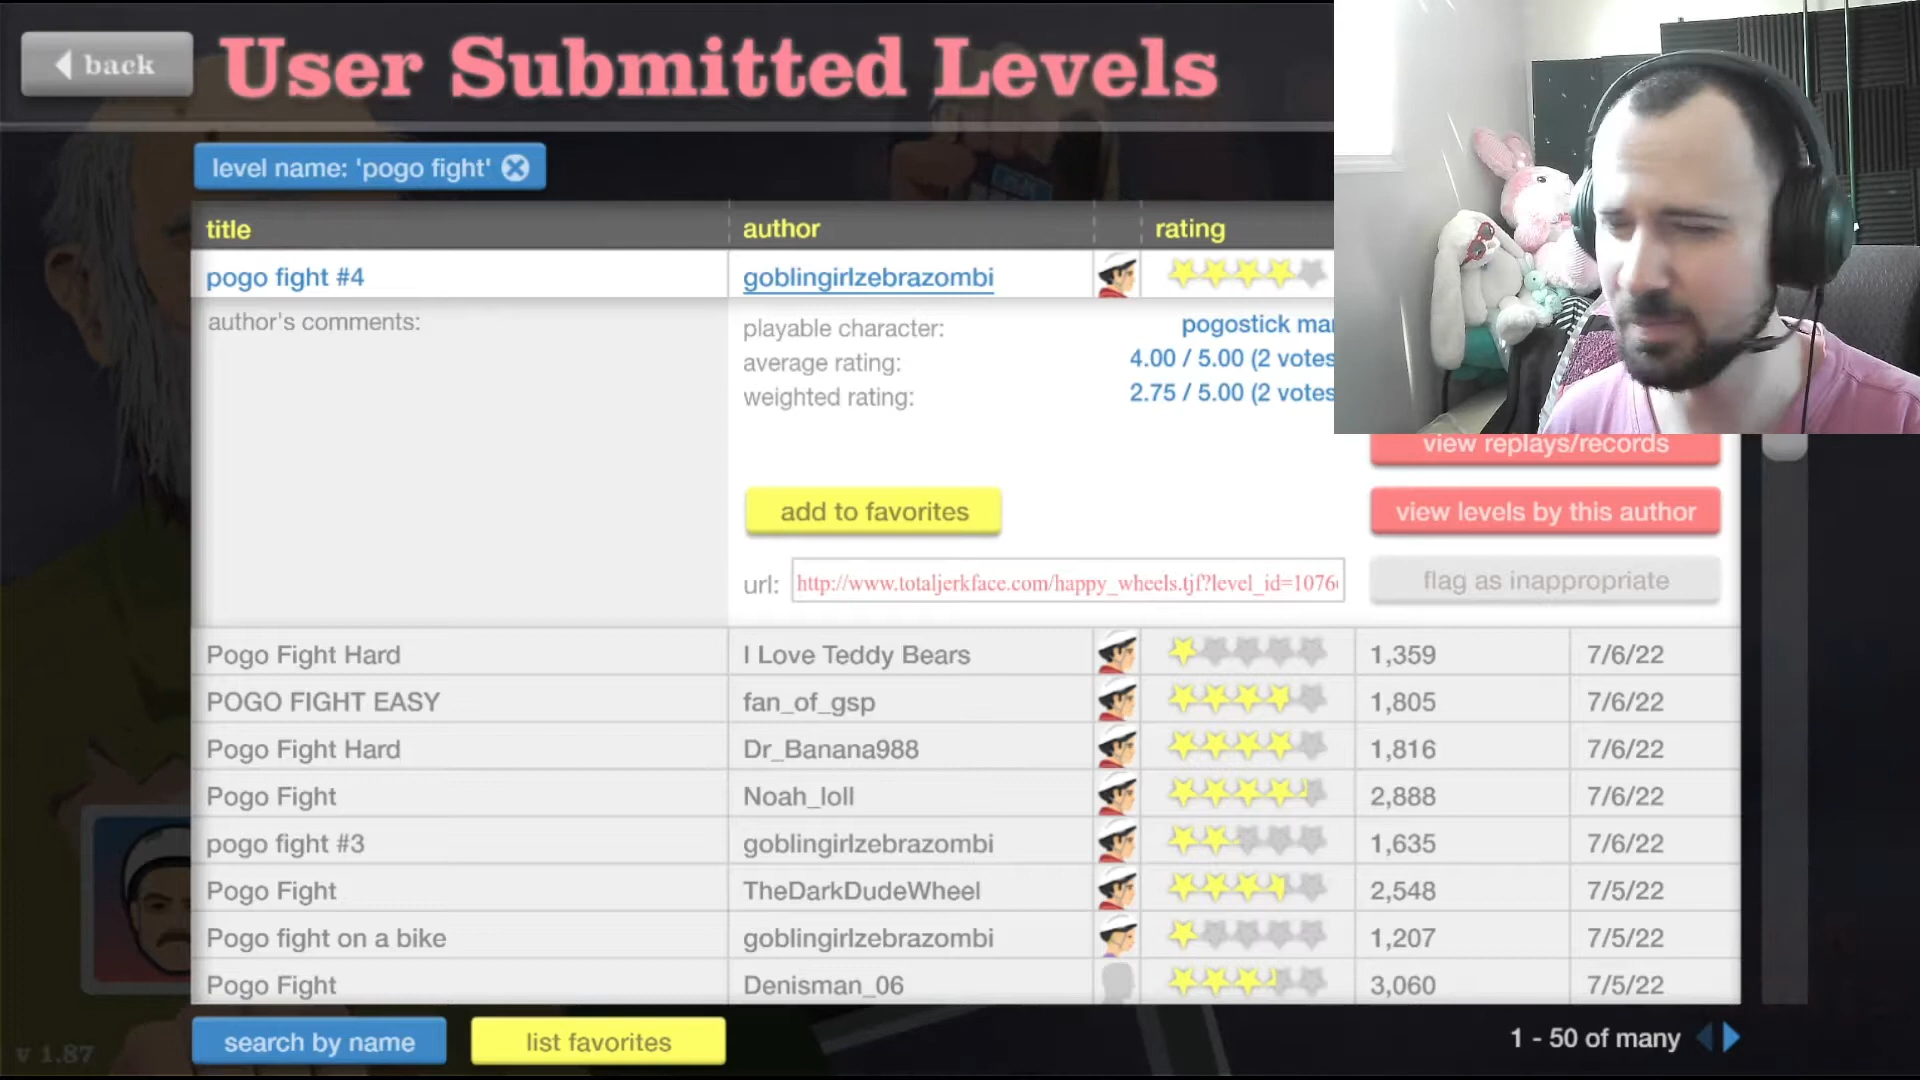 back
User Submitted Levels
level name: 'pogo fight'
title author rating
pogo fight #4 goblingirlzebrazombi
author's comments:
playable character: pogostick man
average rating: 4.00 / 5.00 (2 votes
weighted rating: 2.75 / 5.00 (2 votes
view replays/records
add to favorites
view levels by this author
url: http://www.totaljerkface.com/happy_wheels.tjf?level_id=1076
flag as inappropriate
Pogo Fight Hard I Love Teddy Bears 1,359 7/6/22
POGO FIGHT EASY fan_of_gsp 1,805 7/6/22
Pogo Fight Hard Dr_Banana988 1,816 7/6/22
Pogo Fight Noah_loll 2,888 7/6/22
pogo fight #3 goblingirlzebrazombi 1,635 7/6/22
Pogo Fight TheDarkDudeWheel 2,548 7/5/22
Pogo fight on a bike goblingirlzebrazombi 1,207 7/5/22
Pogo Fight Denisman_06 3,060 7/5/22
search by name
list favorites
1 - 50 of many
v 1.87